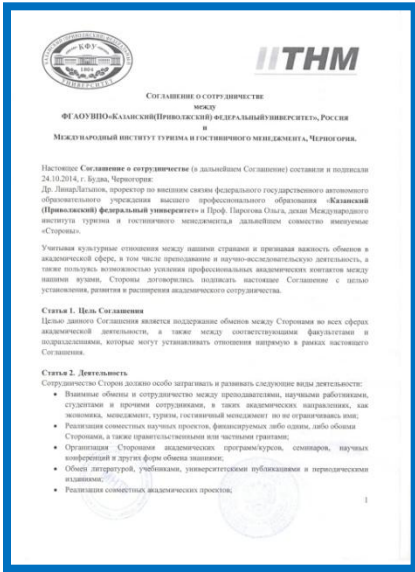 КФУ
1804
УНИВЕРСИТЕТ
ITHM
СОГЛАШЕНИЕ О СОТРУДНИЧЕСТВЕ
МЕЖДУ
ФГАОУВПО«КАЗАНСКИЙ(ПРИВОЛЖСКИЙ) ФЕДЕРАЛЬНЫЙУНИВЕРСИТЕТ», РОССИЯ
И
МЕЖДУНАРОДНЫЙ ИНСТИТУТ ТУРИЗМА И ГОСТИНИЧНОГО МЕНЕДЖМЕНТА, ЧЕРНОГОРИЯ.
Настоящее Соглашение о сотрудничестве (в дальнейшем Соглашение) составили и подписали
24.10.2014, г. Будва, Черногория:
Др. ЛинарЛатыпов, проректор по внешним связям федерального государственного автономного
образовательного учреждения высшего профессионального образования «Казанский
(Приволжский) федеральный университет» и Проф. Пирогова Ольга, декан Международного
института туризма и гостиничного менеджмента,в дальнейшем совместно именуемые
«Стороны».
Учитывая культурные отношения между нашими странами и признавая важность обменов в
академической сфере, в том числе преподавание и научно-исследовательскую деятельность, а
также пользуясь возможностью усиления профессиональных академических контактов между
нашими вузами, Стороны договорились подписать настоящее Соглашение с целью
установления, развития и расширения академического сотрудничества.
Статья 1. Цель Соглашения
Целью данного Соглашения является поддержание обменов между Сторонами во всех сферах
академической деятельности, а также между соответствующими факультетами и
подразделениями, которые могут устанавливать отношения напрямую в рамках настоящего
Соглашения.
Статья 2. Деятельность
Сотрудничество Сторон должно особо затрагивать и развивать следующие виды деятельности:
• Взаимные обмены и сотрудничество между преподавателями, научными работниками,
студентами и прочими сотрудниками, в таких академических направлениях, как
экономика, менеджмент, туризм, гостиничный менеджмент но не ограничиваясь ими;
• Реализация совместных научных проектов, финансируемых либо одним, либо обоими
Сторонами, а также правительственными или частными грантами;
• Организация Сторонами академических программ/курсов, семинаров, научных
конференций и других форм обмена знаниями;
• Обмен литературой, учебниками, университетскими публикациями и периодическими
изданиями;
• Реализация совместных академических проектов;
1